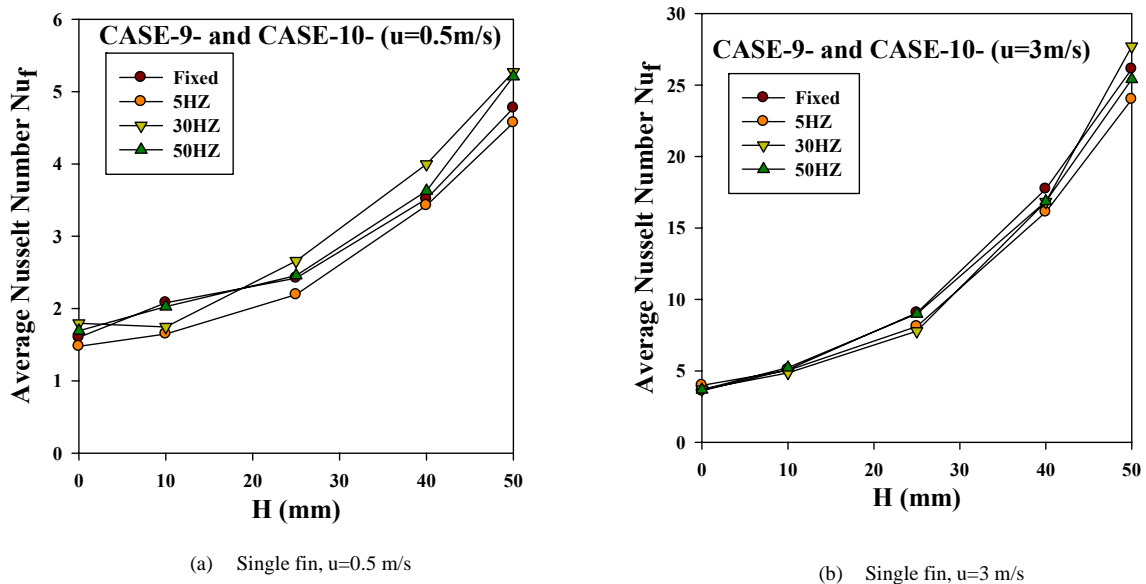 CASE-9- and CASE-10- (u=0.5m/s)
Fixed
5HZ
30HZ
50HZ
Average Nusselt Number Nuf
6
5
4
3
2
1
0
0 10 20 30 40 50
H (mm)
(a) Single fin, u=0.5 m/s
CASE-9- and CASE-10- (u=3m/s)
Fixed
5HZ
30HZ
50HZ
Average Nusselt Number Nuf
30
25
20
15
10
5
0
0 10 20 30 40 50
H (mm)
(b) Single fin, u=3 m/s